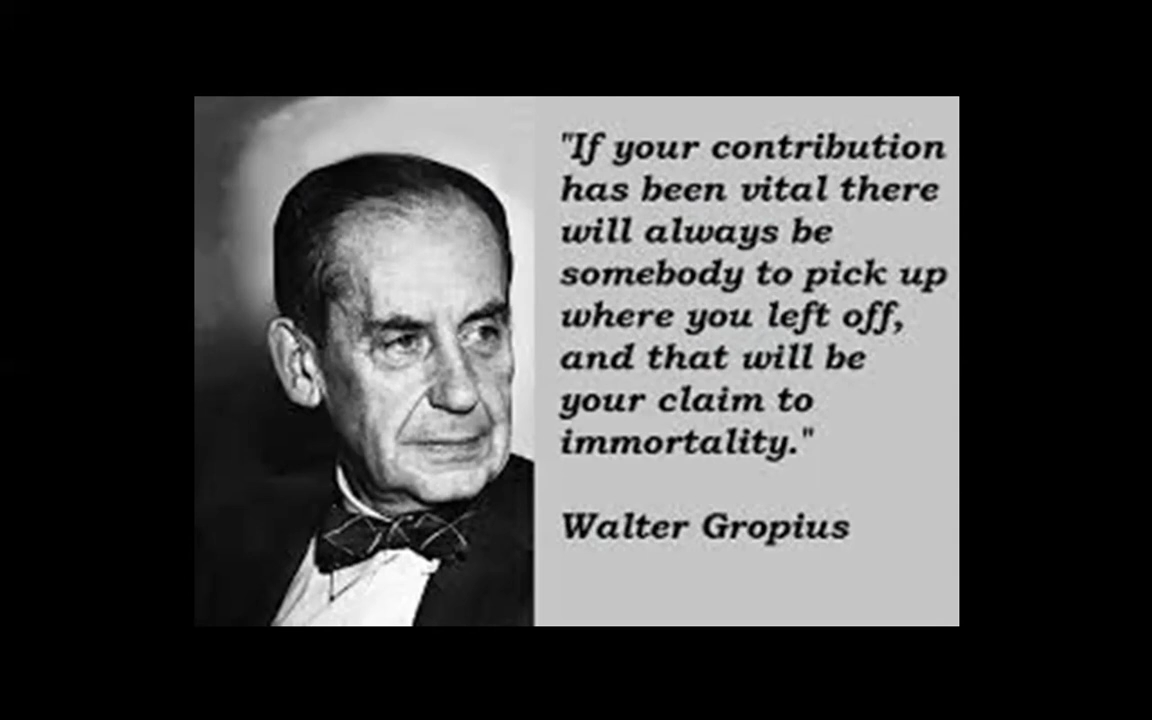 "If your contribution
has been vital there
will always be
somebody to pick up
where you left off,
and that will be
your claim to
immortality."
Walter Gropius